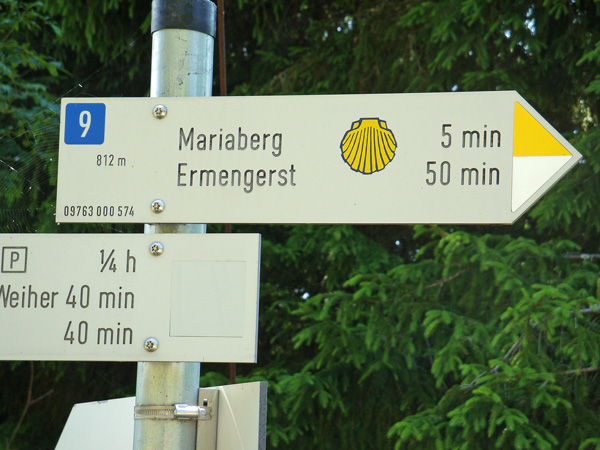 9
812 m
Mariaberg 5 min
Ermengerst 50 min
09763 000 574
P ¼ h
Weiher 40 min
40 min